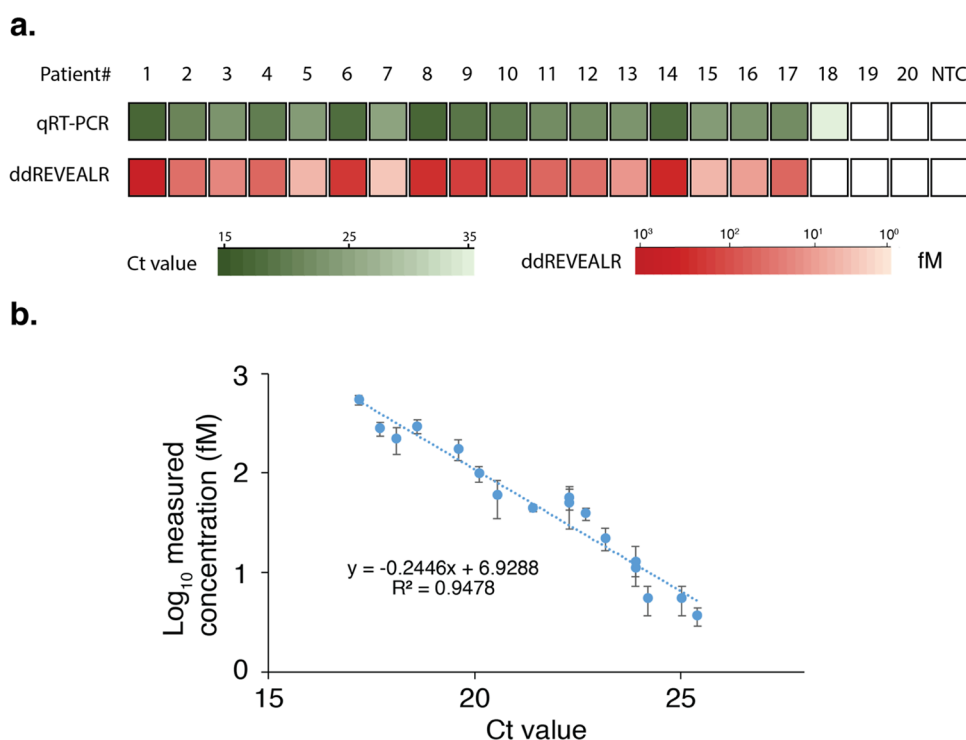 a.
Patient# 1 2 3 4 5 6 7 8 9 10 11 12 13 14 15 16 17 18 19 20 NTC
qRT-PCR
ddREVEALR
Ct value 15 25 35
ddREVEALR 10³ 10² 10¹ 10⁰ fM
b.
3
2
1
0
Log₁₀ measured
concentration (fM)
y = -0.2446x + 6.9288
R² = 0.9478
15 20 25
Ct value